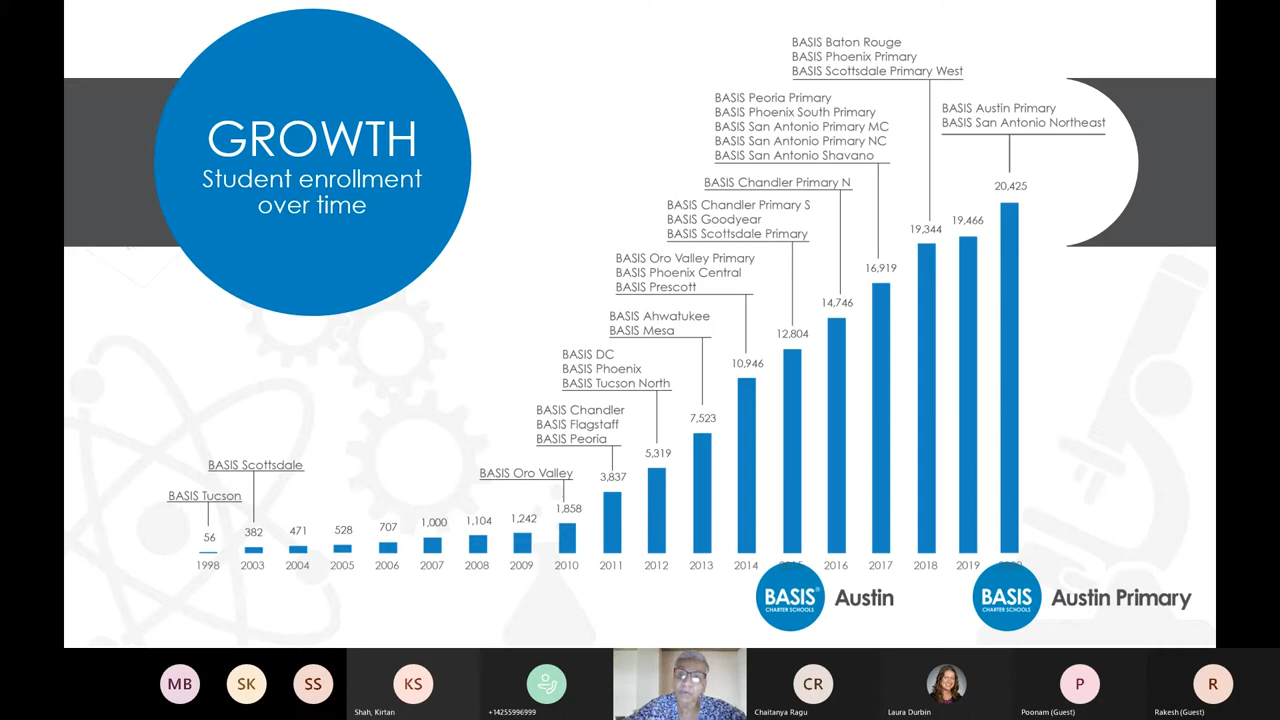 GROWTH
Student enrollment
over time
BASIS Baton Rouge
BASIS Phoenix Primary
BASIS Scottsdale Primary West
BASIS Peoria Primary
BASIS Phoenix South Primary
BASIS San Antonio Primary MC
BASIS San Antonio Primary NC
BASIS San Antonio Shavano
BASIS Austin Primary
BASIS San Antonio Northeast
BASIS Chandler Primary N
BASIS Chandler Primary S
BASIS Goodyear
BASIS Scottsdale Primary
BASIS Oro Valley Primary
BASIS Phoenix Central
BASIS Prescott
BASIS Ahwatukee
BASIS Mesa
BASIS DC
BASIS Phoenix
BASIS Tucson North
BASIS Chandler
BASIS Flagstaff
BASIS Peoria
BASIS Oro Valley
BASIS Scottsdale
BASIS Tucson
56 382 471 528 707 1,000 1,104 1,242 1,858 3,837 5,319 7,523 10,946 12,804 14,746 16,919 19,344 19,466 20,425
1998 2003 2004 2005 2006 2007 2008 2009 2010 2011 2012 2013 2014 2015 2016 2017 2018 2019
BASIS®
CHARTER SCHOOLS
Austin
BASIS
CHARTER SCHOOLS
Austin Primary
MB SK SS KS CR P R
Shah, Kirtan +14255996999 Chaitanya Ragu Laura Durbin Poonam (Guest) Rakesh (Guest)